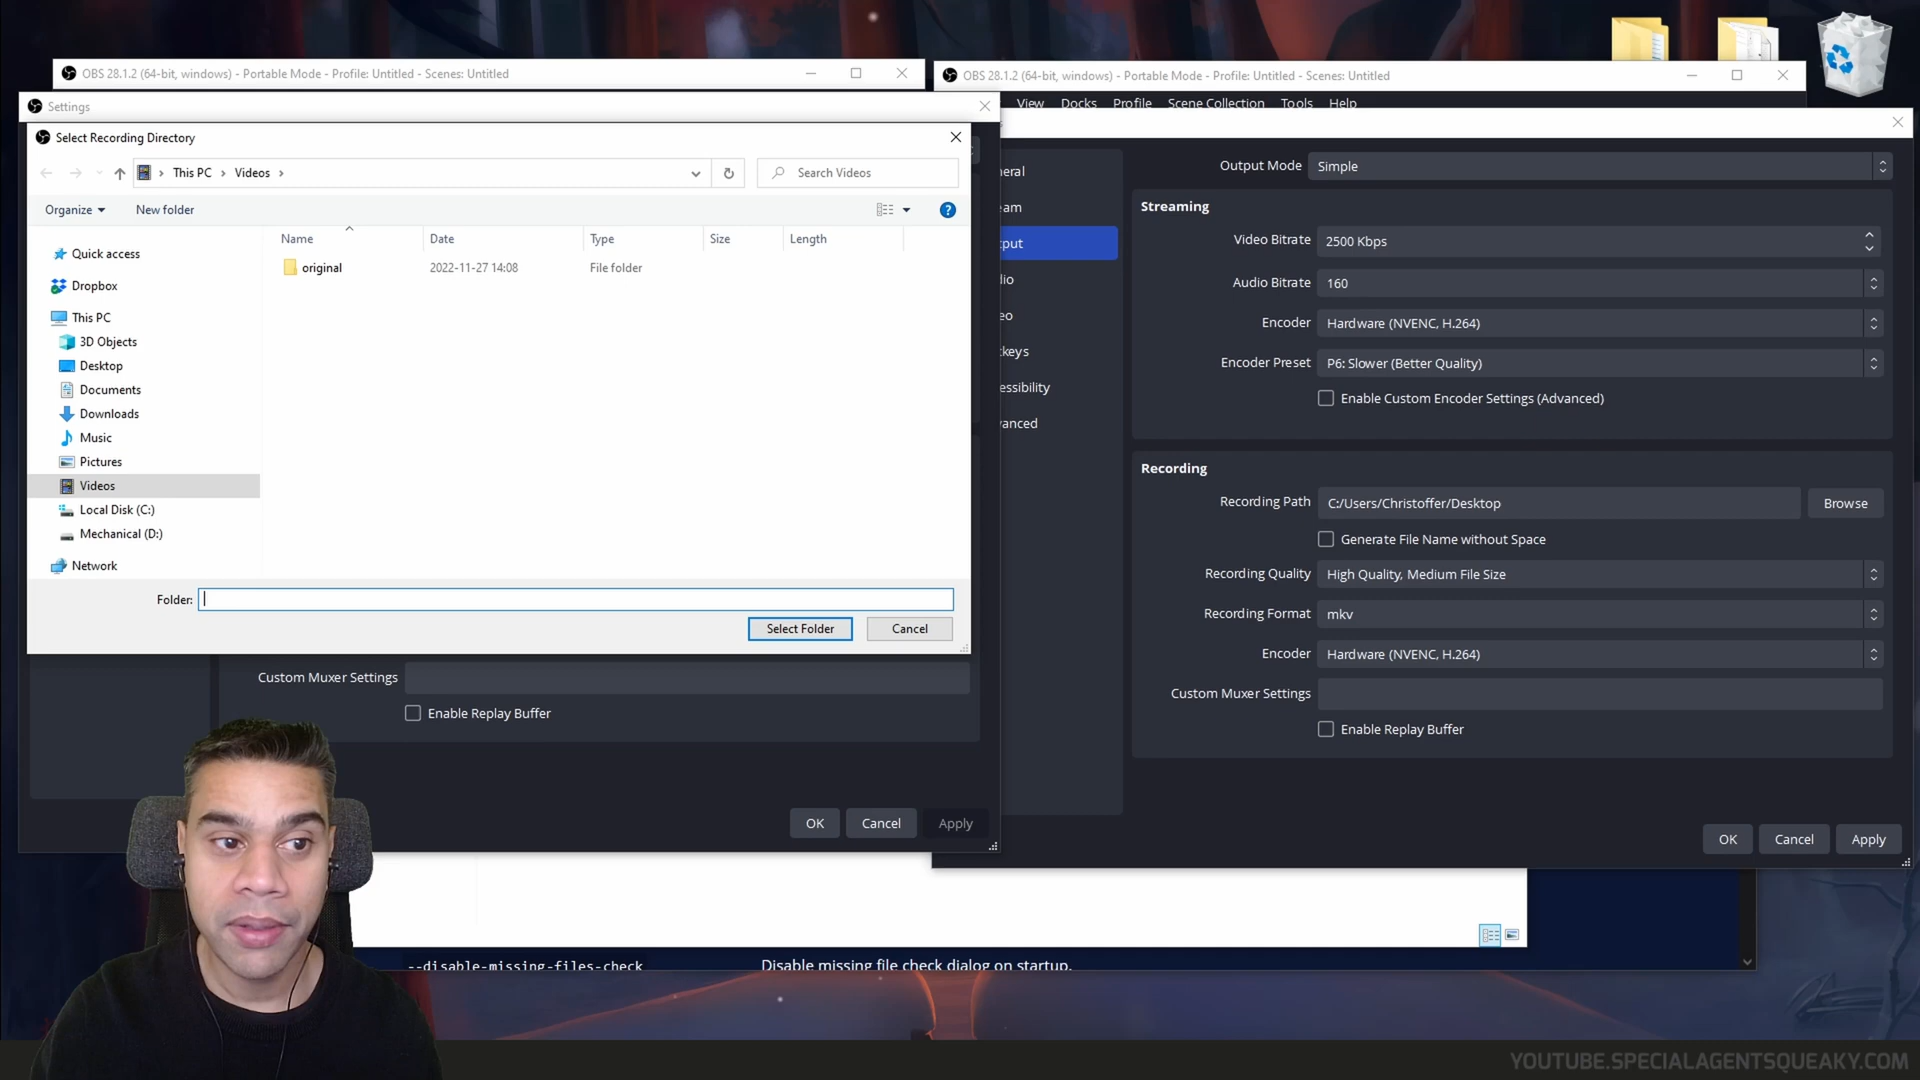 OBS 28.1.2 (64-bit, windows) - Portable Mode - Profile: Untitled - Scenes: Untitled
Settings
Select Recording Directory
This PC > Videos >
Search Videos
Organize
New folder
Name
Date
Type
Size
Length
original
2022-11-27 14:08
File folder
Quick access
Dropbox
This PC
3D Objects
Desktop
Documents
Downloads
Music
Pictures
Videos
Local Disk (C:)
Mechanical (D:)
Network
Folder:
Select Folder
Cancel
Custom Muxer Settings
Enable Replay Buffer
OK
Cancel
Apply
OBS 28.1.2 (64-bit, windows) - Portable Mode - Profile: Untitled - Scenes: Untitled
View Docks Profile Scene Collection Tools Help
eral
am
put
io
eo
keys
essibility
anced
Output Mode Simple
Streaming
Video Bitrate 2500 Kbps
Audio Bitrate 160
Encoder Hardware (NVENC, H.264)
Encoder Preset P6: Slower (Better Quality)
Enable Custom Encoder Settings (Advanced)
Recording
Recording Path C:/Users/Christoffer/Desktop Browse
Generate File Name without Space
Recording Quality High Quality, Medium File Size
Recording Format mkv
Encoder Hardware (NVENC, H.264)
Custom Muxer Settings
Enable Replay Buffer
OK
Cancel
Apply
--disable-missing-files-check Disable missing file check dialog on startup.
YOUTUBE.SPECIALAGENTSQUEAKY.COM